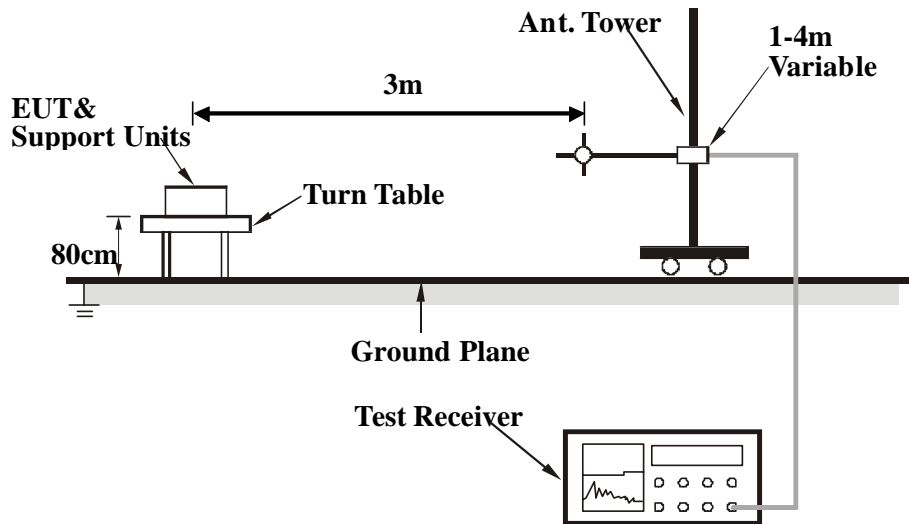 Ant. Tower
1-4m
Variable
3m
EUT&
Support Units
Turn Table
80cm
Ground Plane
Test Receiver